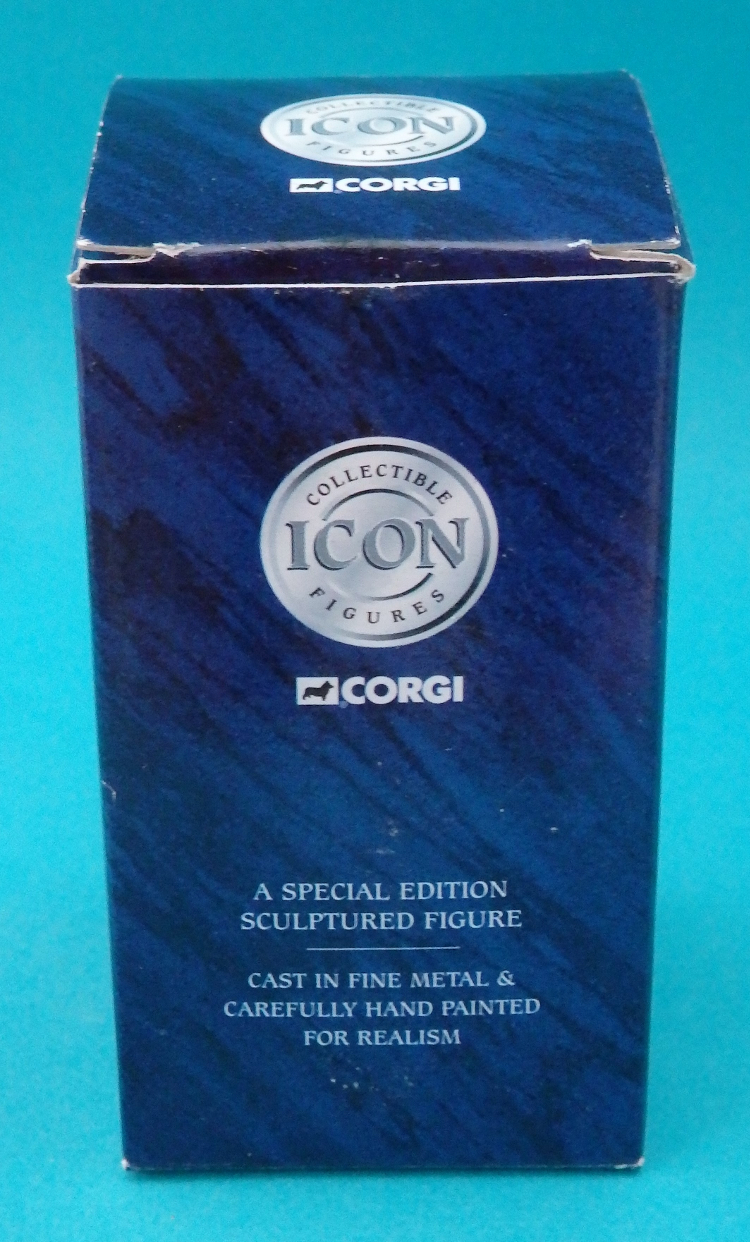 COLLECTIBLE
ICON
FIGURES
CORGI
COLLECTIBLE
ICON
FIGURES
CORGI
A SPECIAL EDITION
SCULPTURED FIGURE
CAST IN FINE METAL &
CAREFULLY HAND PAINTED
FOR REALISM